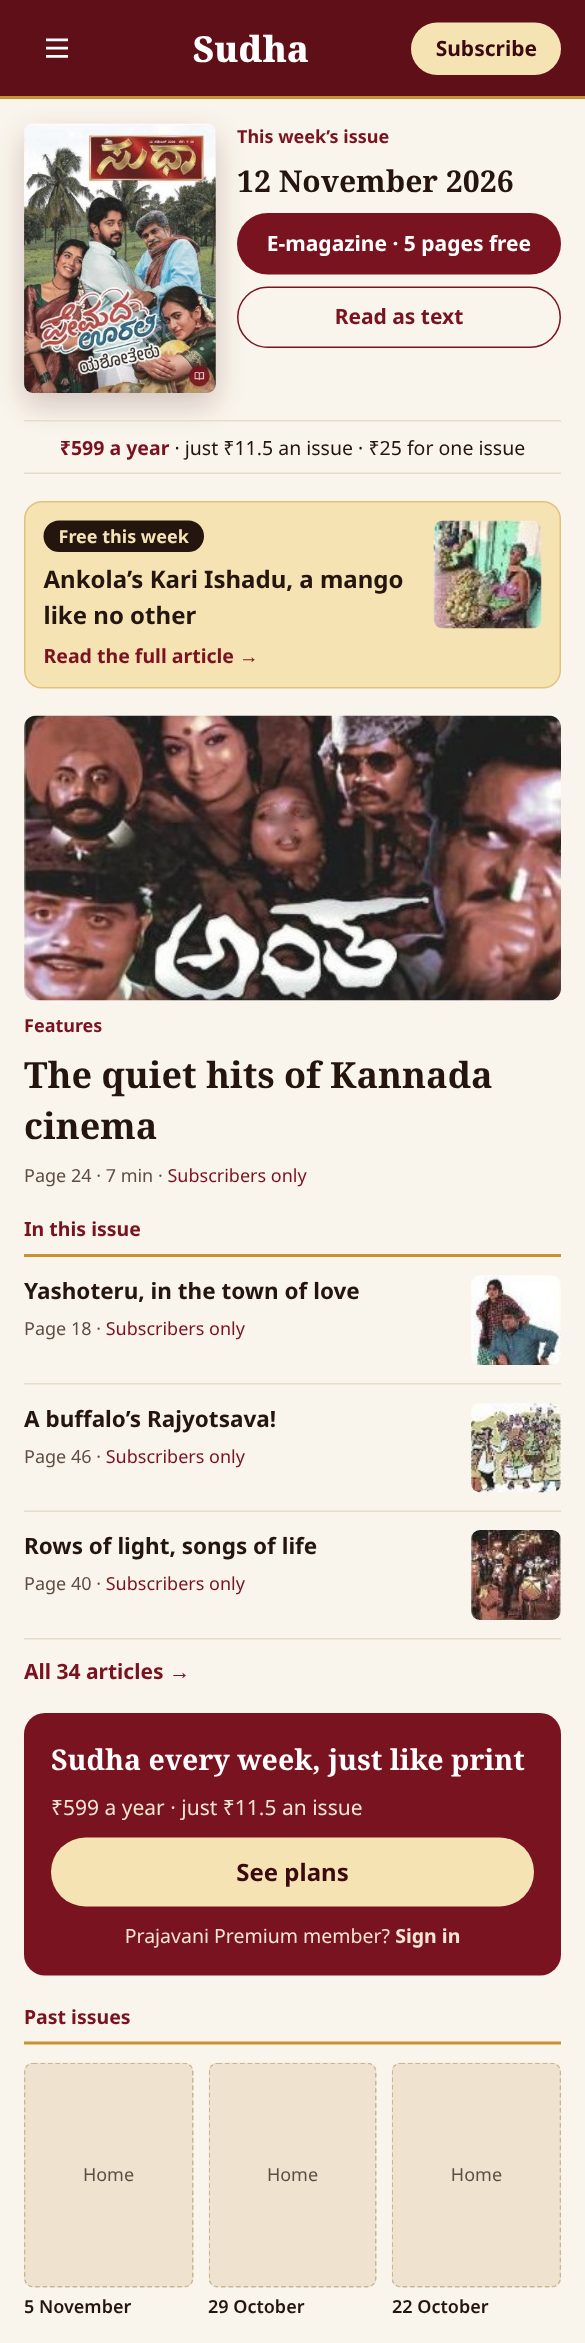 Sudha
Subscribe
ಸುಧಾ
ಪ್ರೇಮದ
ಊರಲಿ
ಯಶೋತೇರು
This week’s issue
12 November 2026
E-magazine · 5 pages free
Read as text
₹599 a year · just ₹11.5 an issue · ₹25 for one issue
Free this week
Ankola’s Kari Ishadu, a mango
like no other
Read the full article →
ಅಂತ
Features
The quiet hits of Kannada
cinema
Page 24 · 7 min · Subscribers only
In this issue
Yashoteru, in the town of love
Page 18 · Subscribers only
A buffalo’s Rajyotsava!
Page 46 · Subscribers only
Rows of light, songs of life
Page 40 · Subscribers only
All 34 articles →
Sudha every week, just like print
₹599 a year · just ₹11.5 an issue
See plans
Prajavani Premium member? Sign in
Past issues
Home
Home
Home
5 November
29 October
22 October